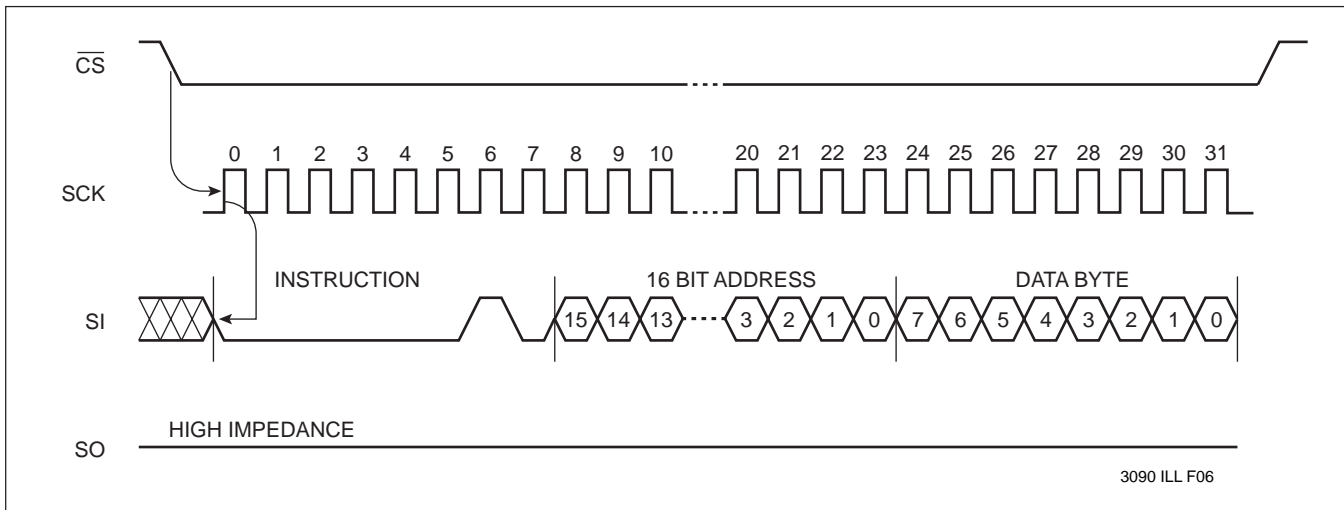 CS
0 1 2 3 4 5 6 7 8 9 10 20 21 22 23 24 25 26 27 28 29 30 31
SCK
INSTRUCTION 16 BIT ADDRESS DATA BYTE
SI 15 14 13 3 2 1 0 7 6 5 4 3 2 1 0
HIGH IMPEDANCE
SO
3090 ILL F06